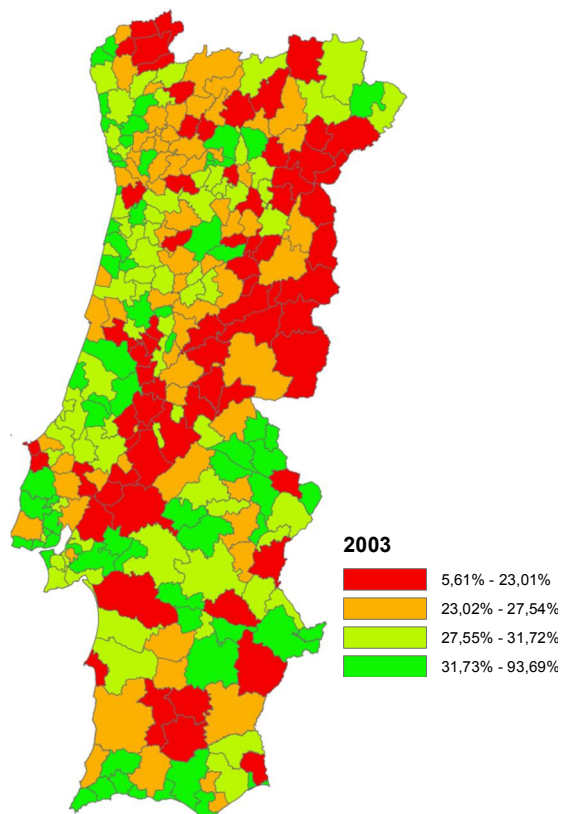 2003
5,61% - 23,01%
23,02% - 27,54%
27,55% - 31,72%
31,73% - 93,69%